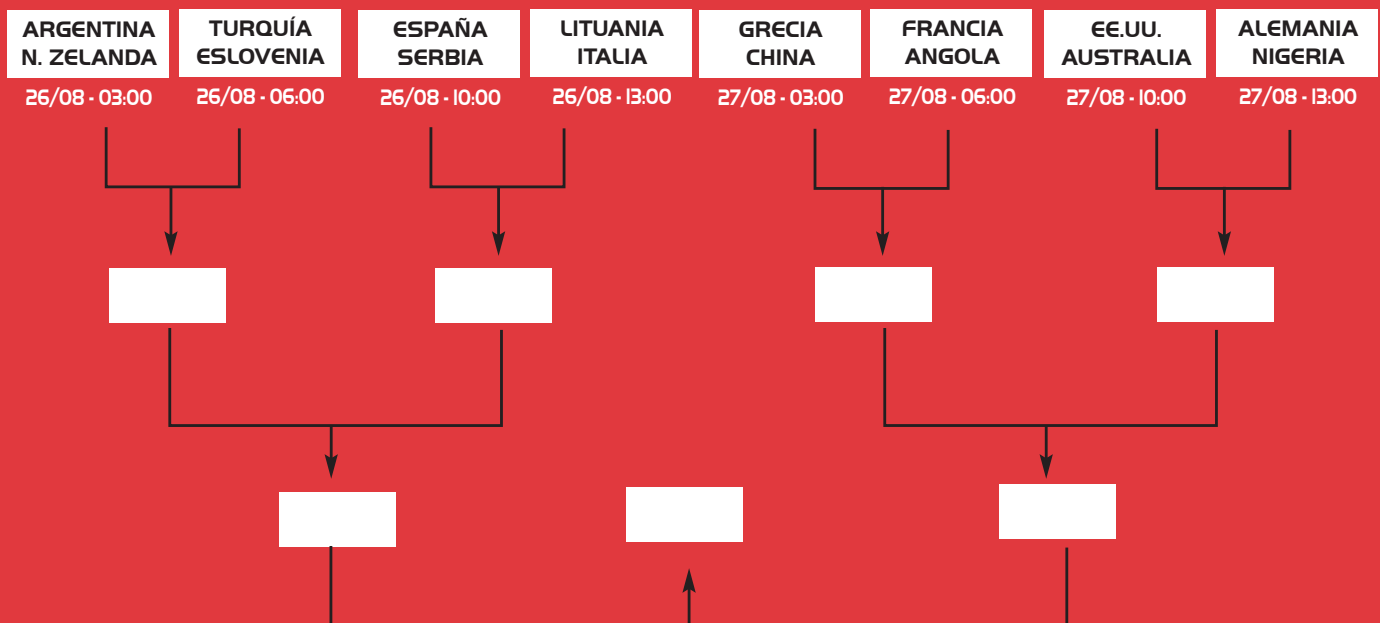 ARGENTINA
N. ZELANDA
26/08 - 03:00
TURQUÍA
ESLOVENIA
26/08 - 06:00
ESPAÑA
SERBIA
26/08 - 10:00
LITUANIA
ITALIA
26/08 - 13:00
GRECIA
CHINA
27/08 - 03:00
FRANCIA
ANGOLA
27/08 - 06:00
EE.UU.
AUSTRALIA
27/08 - 10:00
ALEMANIA
NIGERIA
27/08 - 13:00